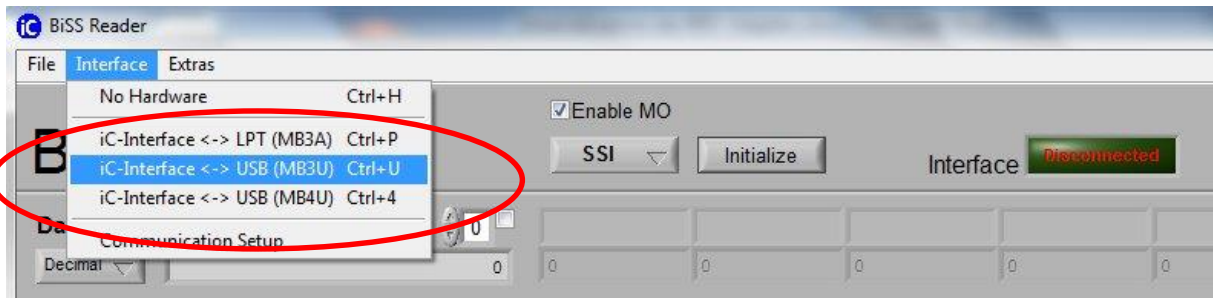 iC BiSS Reader
File Interface Extras
No Hardware Ctrl+H
iC-Interface <-> LPT (MB3A) Ctrl+P
iC-Interface <-> USB (MB3U) Ctrl+U
iC-Interface <-> USB (MB4U) Ctrl+4
Communication Setup
B
Enable MO
SSI Initialize Interface Disconnected
Da 0
Decimal 0 0 0 0 0 0